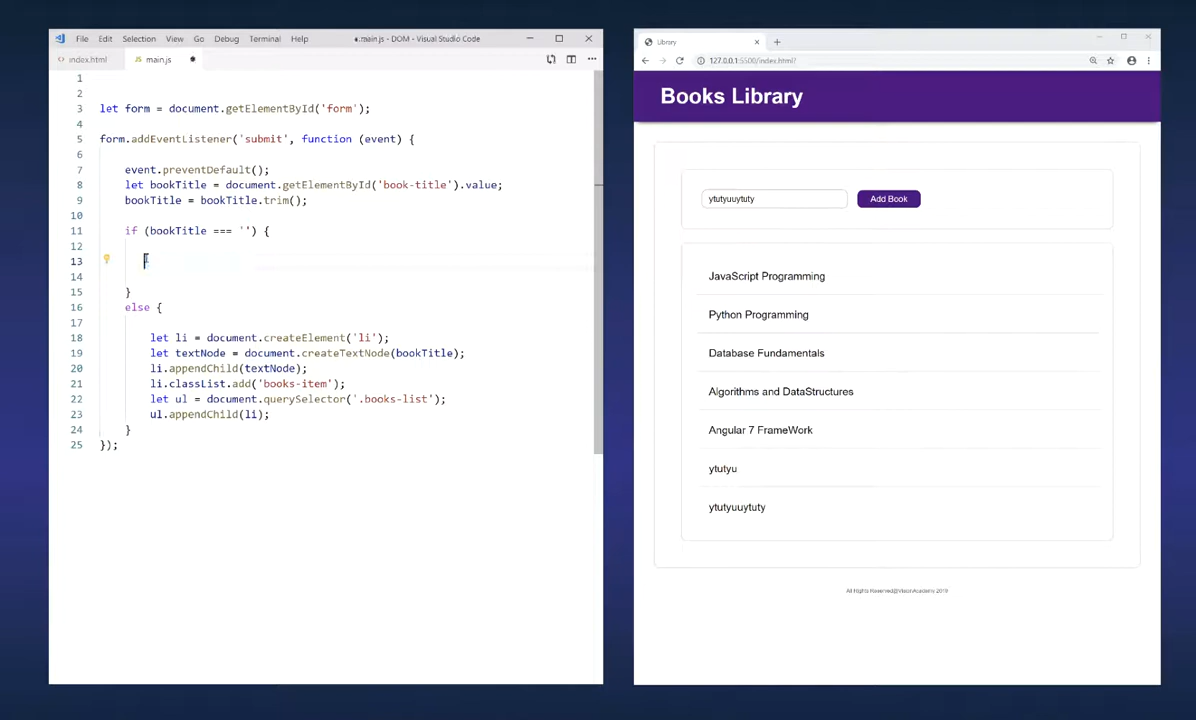 File Edit Selection View Go Debug Terminal Help
main.js - DOM - Visual Studio Code
index.html
JS main.js
1
2
3 let form = document.getElementById('form');
4
5 form.addEventListener('submit', function (event) {
6
7 event.preventDefault();
8 let bookTitle = document.getElementById('book-title').value;
9 bookTitle = bookTitle.trim();
10
11 if (bookTitle === '') {
12
13
14
15 }
16 else {
17
18 let li = document.createElement('li');
19 let textNode = document.createTextNode(bookTitle);
20 li.appendChild(textNode);
21 li.classList.add('books-item');
22 let ul = document.querySelector('.books-list');
23 ul.appendChild(li);
24 }
25 });
Library
127.0.0.1:5500/index.html?
Books Library
ytutyuuytuty
Add Book
JavaScript Programming
Python Programming
Database Fundamentals
Algorithms and DataStructures
Angular 7 FrameWork
ytutyu
ytutyuuytuty
All Rights Reserved@VisionAcademy 2019